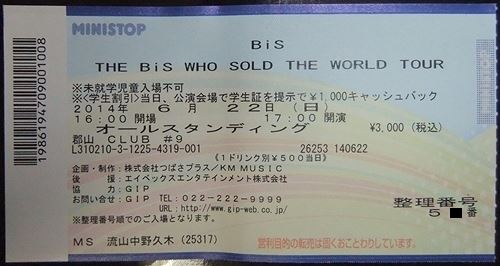 MINISTOP
BiS
THE BiS WHO SOLD THE WORLD TOUR
※未就学児童入場不可
※<学生割引>当日、公演会場で学生証を提示で¥1,000キャッシュバック
2014年 6月 22日(日)
16:00 開場 17:00 開演
オールスタンディング ¥3,000(税込)
郡山 CLUB #9
L310210-3-1225-4319-001 26253 140622
《1ドリンク別¥500当日》
企画・制作:株式会社つばさプラス/KM MUSIC
後 援:エイベックスエンタテインメント株式会社
協 力:GIP
お問い合せ:GIP TEL:022-222-9999
URL:http://www.gip-web.co.jp/
整理番号
5 番
※整理番号順でのご入場となります。
MS 流山中野久木(25317)
営利目的の転売は固くおことわりしています。
1986194709001008